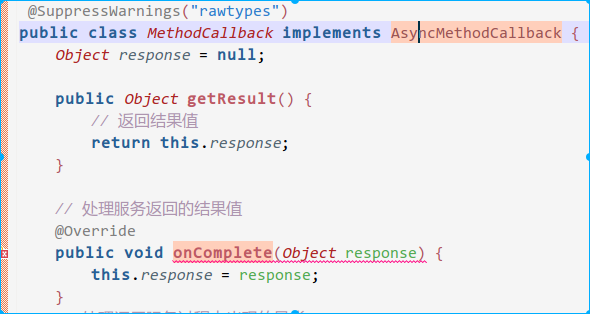 @SuppressWarnings("rawtypes")
public class MethodCallback implements AsyncMethodCallback {
Object response = null;
public Object getResult() {
// 返回结果值
return this.response;
}
// 处理服务返回的结果值
@Override
public void onComplete(Object response) {
this.response = response;
}